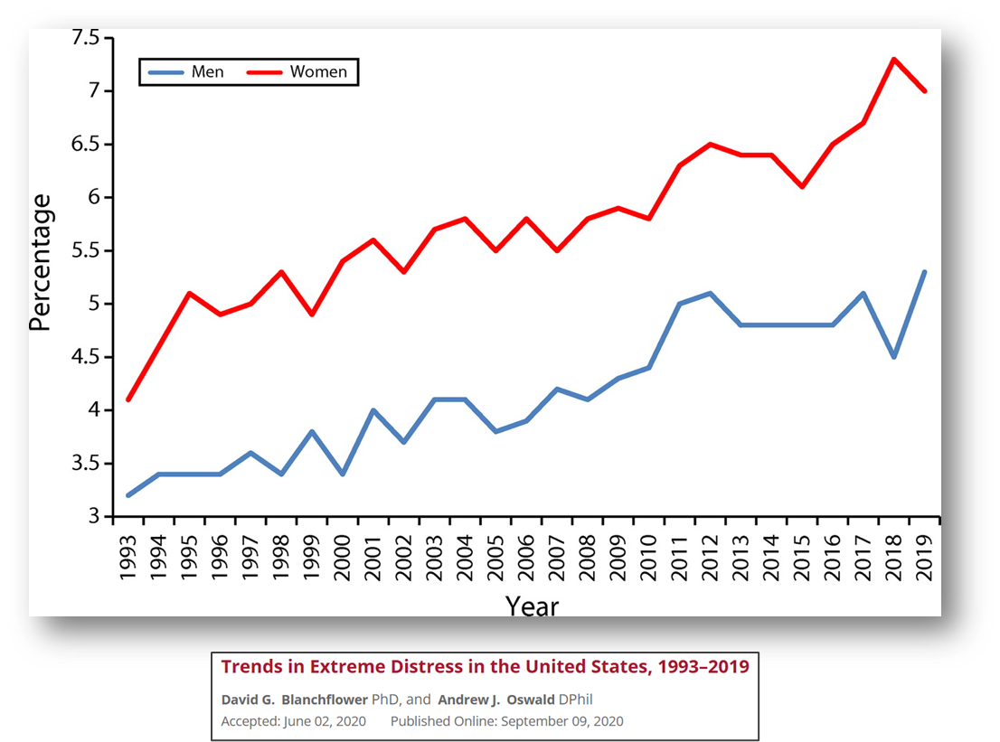 7.5
Men Women
7
6.5
6
5.5
5
4.5
4
3.5
3
Percentage
1993 1994 1995 1996 1997 1998 1999 2000 2001 2002 2003 2004 2005 2006 2007 2008 2009 2010 2011 2012 2013 2014 2015 2016 2017 2018 2019
Year
Trends in Extreme Distress in the United States, 1993–2019
David G. Blanchflower PhD, and Andrew J. Oswald DPhil
Accepted: June 02, 2020 Published Online: September 09, 2020